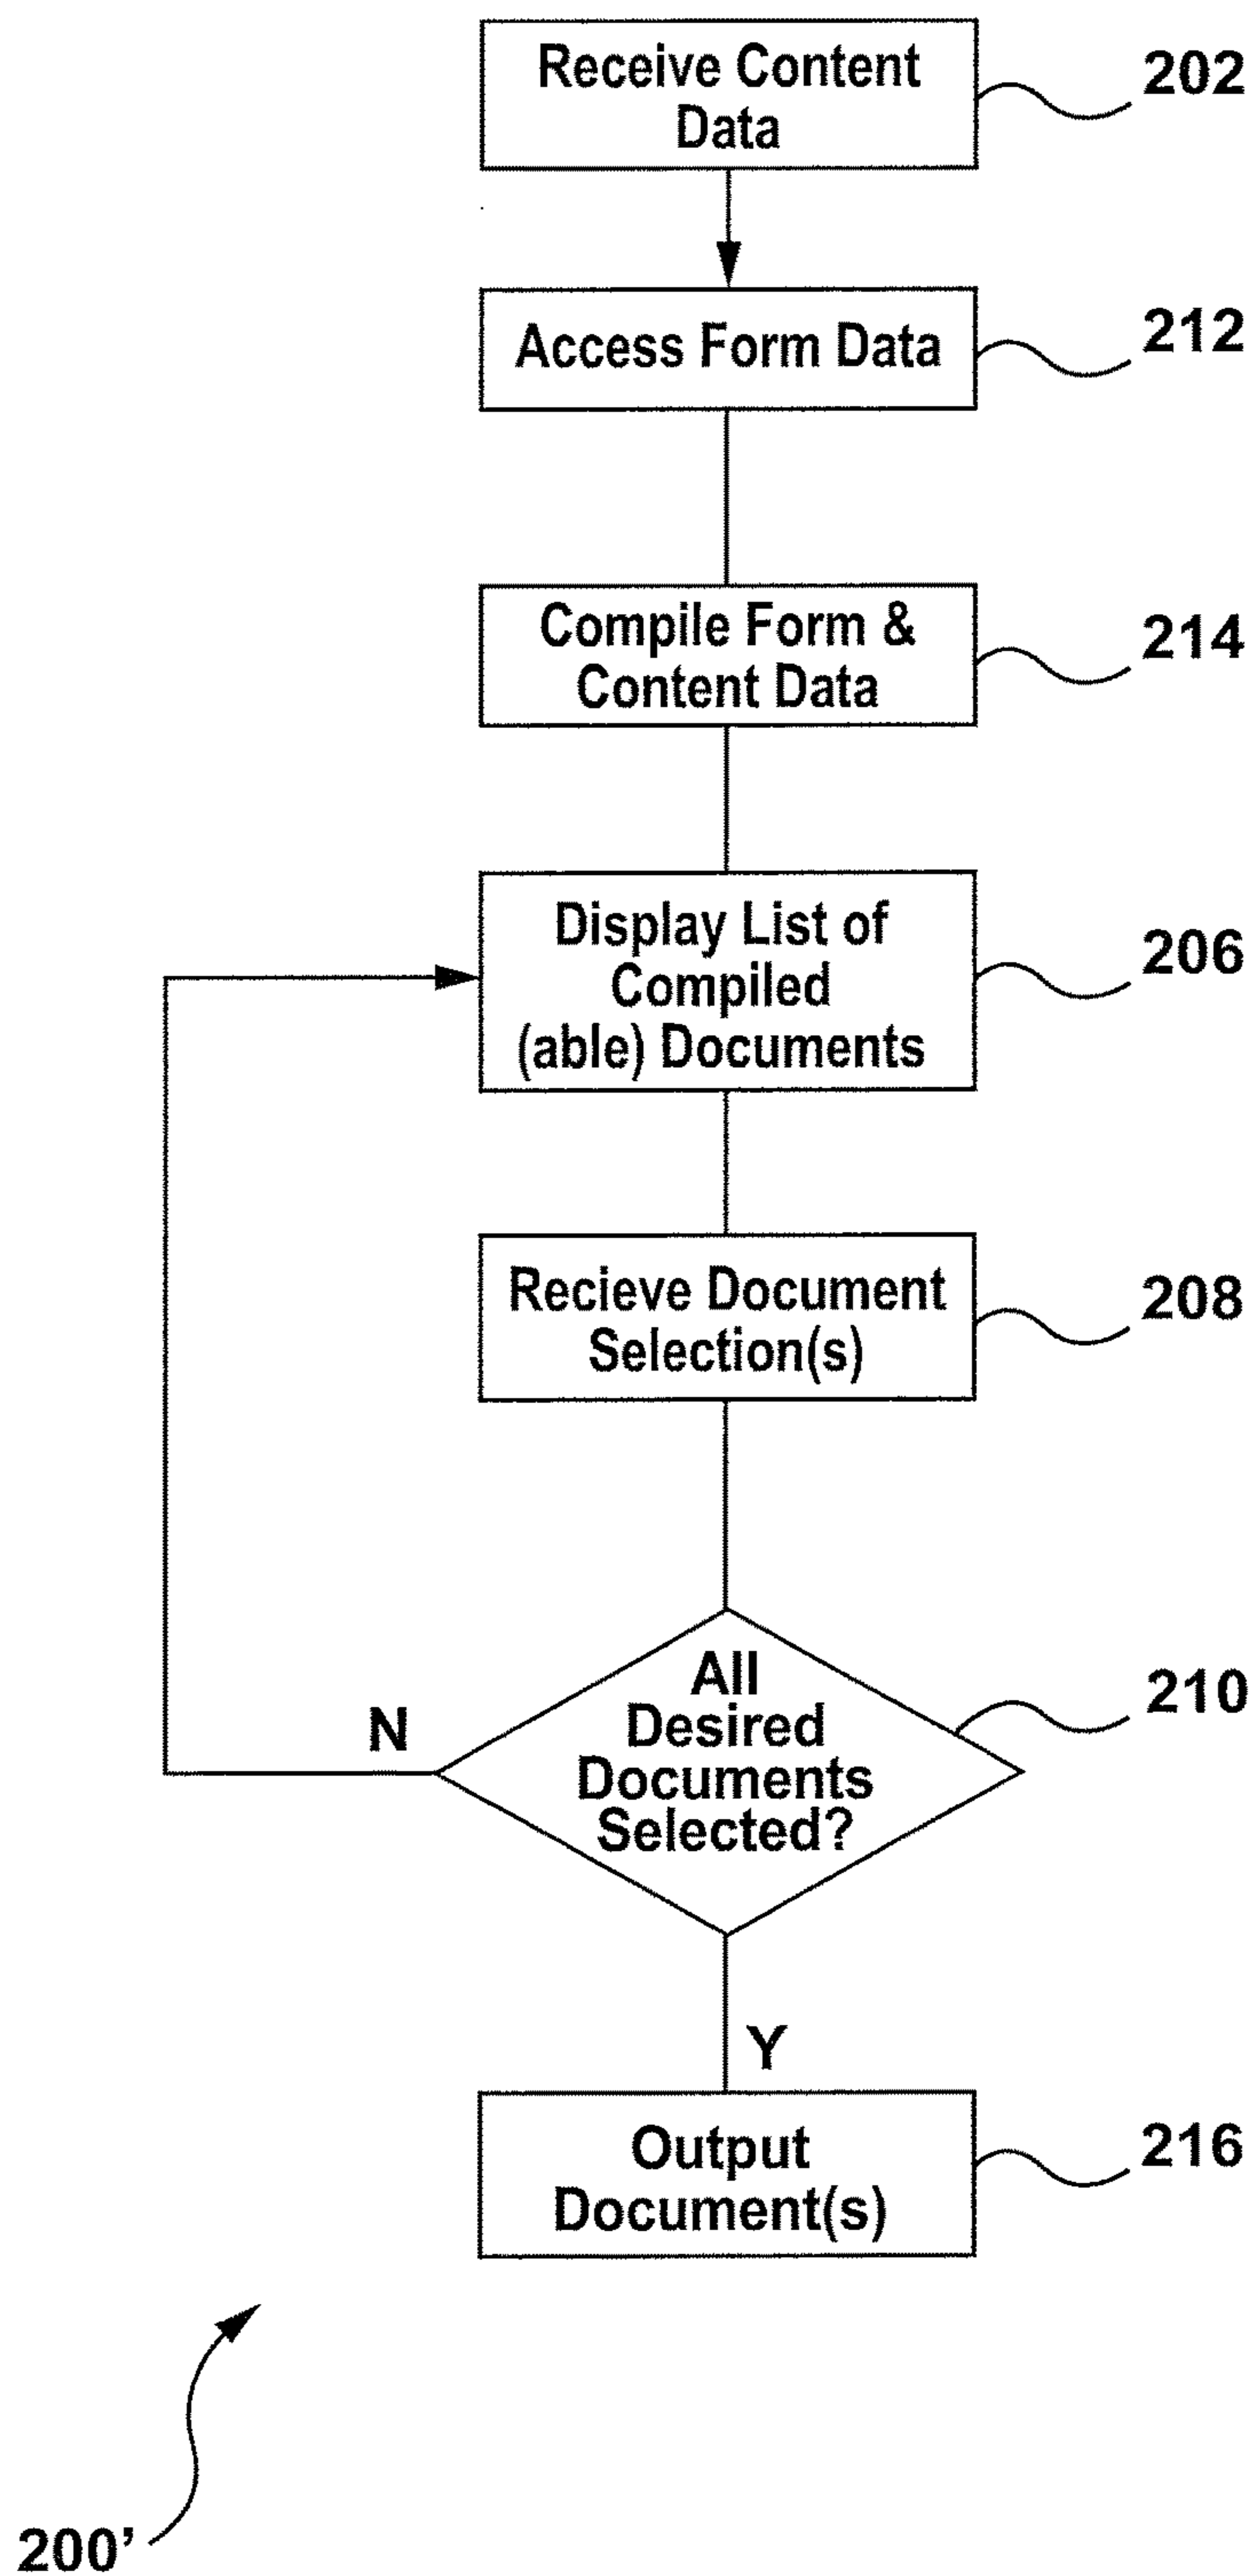 Receive Content
Data
202
Access Form Data
212
Compile Form &
Content Data
214
Display List of
Compiled
(able) Documents
206
Recieve Document
Selection(s)
208
All
Desired
Documents
Selected?
210
N
Y
Output
Document(s)
216
200’